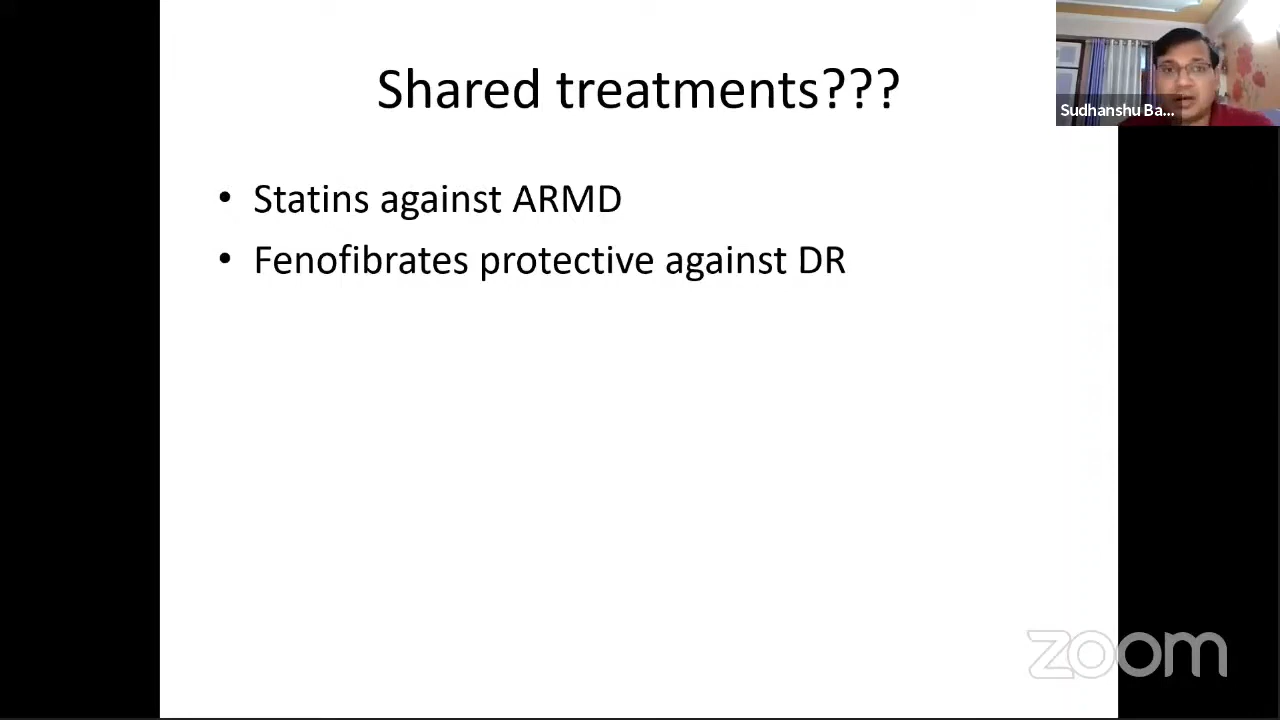 Shared treatments???
Sudhanshu Ba...
• Statins against ARMD
• Fenofibrates protective against DR
zoom